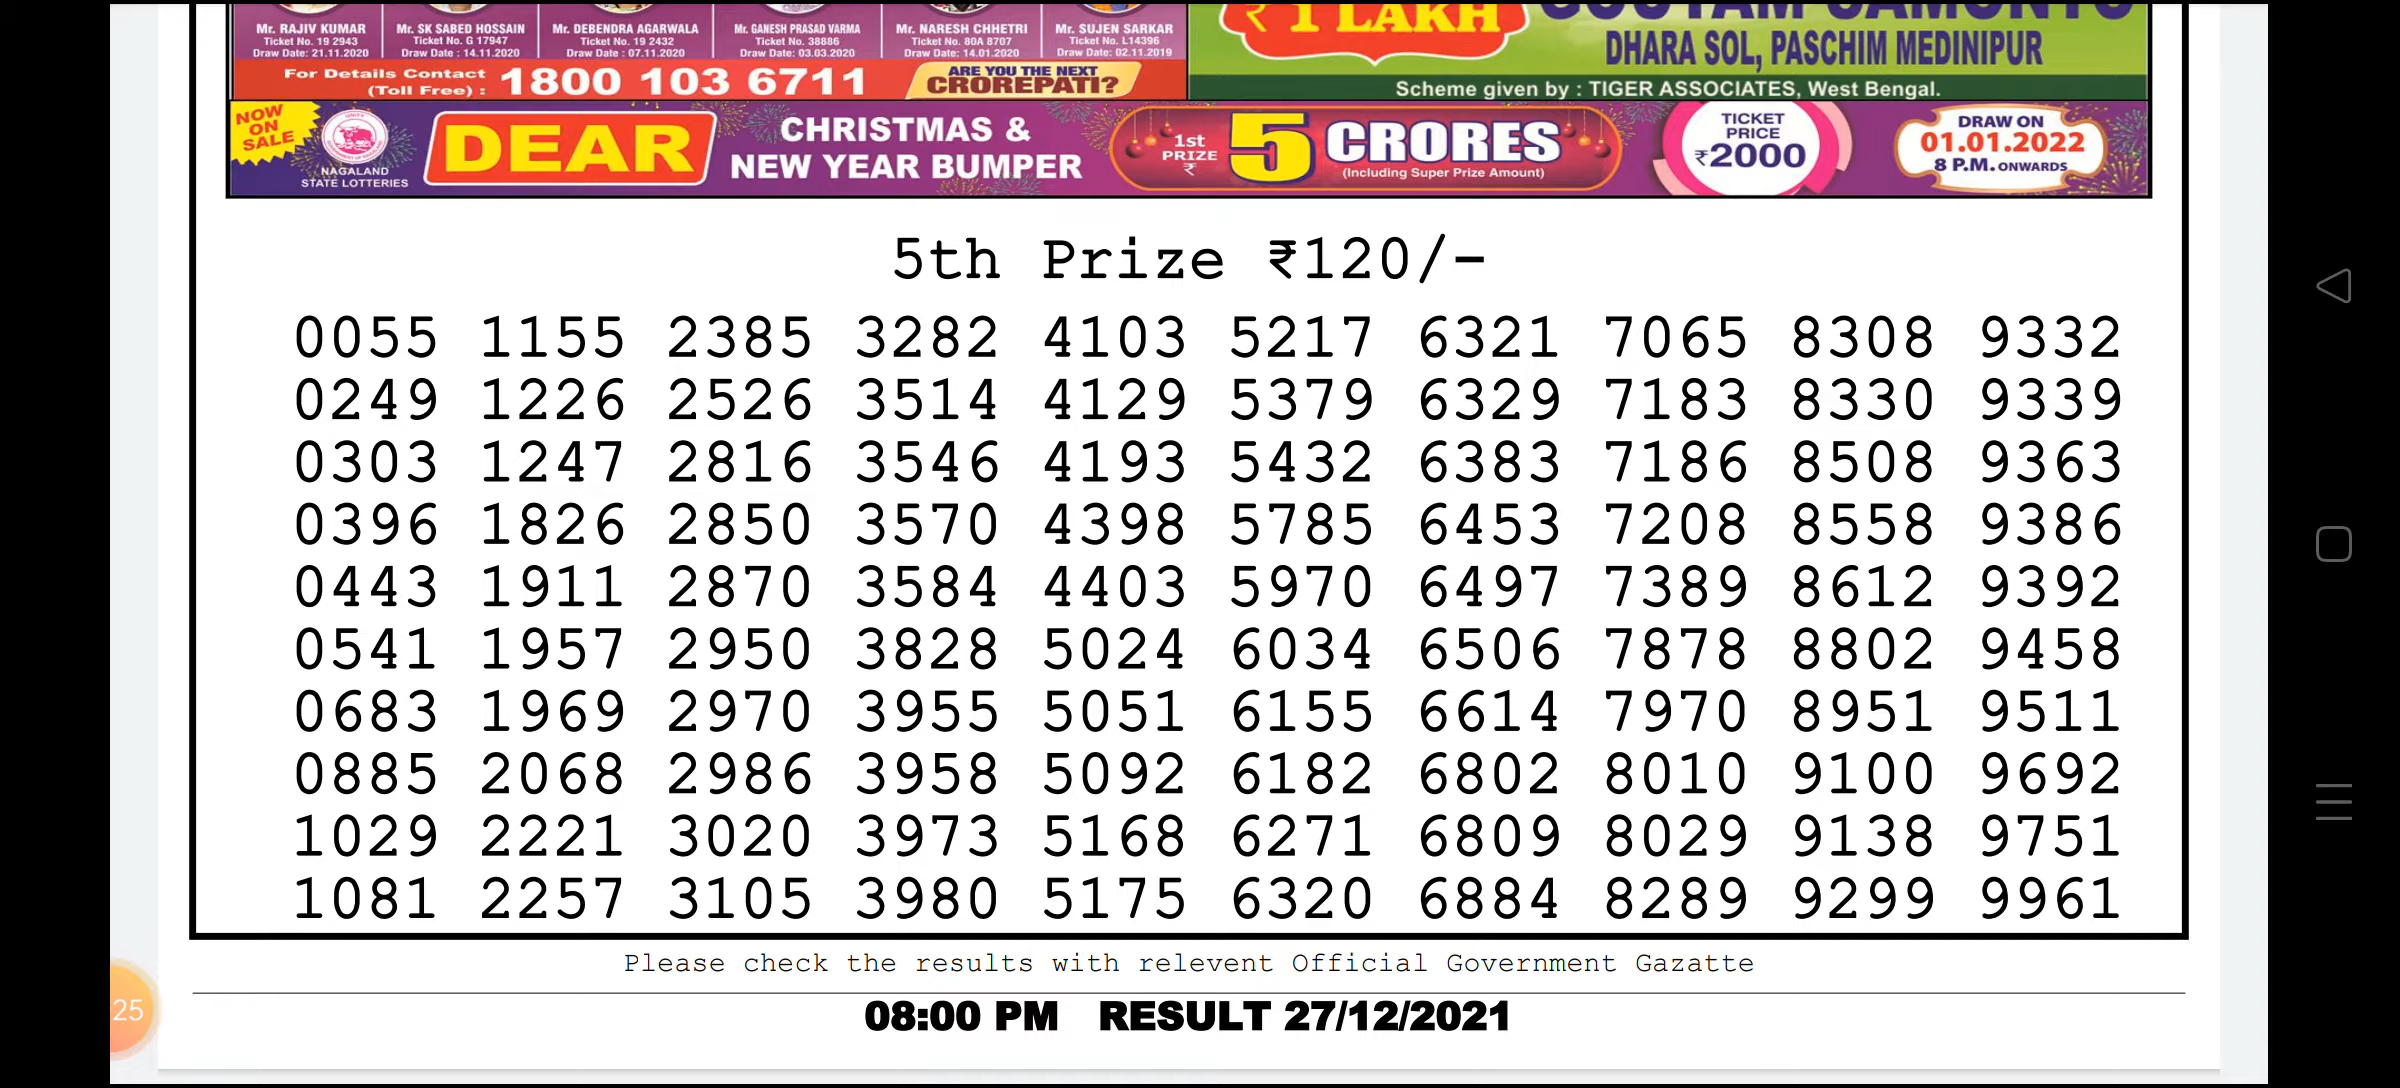 Mr. RAJIV KUMAR
Ticket No. 19 2943
Draw Date: 21.11.2020
Mr. SK SABED HOSSAIN
Ticket No. G 17947
Draw Date : 14.11.2020
Mr. DEBENDRA AGARWALA
Ticket No. 19 2432
Draw Date : 07.11.2020
Mr. GANESH PRASAD VARMA
Ticket No. 38886
Draw Date: 03.03.2020
Mr. NARESH CHHETRI
Ticket No. 80A 8707
Draw Date: 14.01.2020
Mr. SUJEN SARKAR
Ticket No. L14396
Draw Date: 02.11.2019
For Details Contact
(Toll Free) : 1800 103 6711
ARE YOU THE NEXT
CROREPATI?
₹ 1 LAKH
DHARA SOL, PASCHIM MEDINIPUR
Scheme given by : TIGER ASSOCIATES, West Bengal.
NOW
ON
SALE
NAGALAND
STATE LOTTERIES
DEAR
CHRISTMAS &
NEW YEAR BUMPER
1st
PRIZE
₹
5 CRORES
(Including Super Prize Amount)
TICKET
PRICE
₹2000
DRAW ON
01.01.2022
8 P.M. ONWARDS
5th Prize ₹120/-
0055 1155 2385 3282 4103 5217 6321 7065 8308 9332
0249 1226 2526 3514 4129 5379 6329 7183 8330 9339
0303 1247 2816 3546 4193 5432 6383 7186 8508 9363
0396 1826 2850 3570 4398 5785 6453 7208 8558 9386
0443 1911 2870 3584 4403 5970 6497 7389 8612 9392
0541 1957 2950 3828 5024 6034 6506 7878 8802 9458
0683 1969 2970 3955 5051 6155 6614 7970 8951 9511
0885 2068 2986 3958 5092 6182 6802 8010 9100 9692
1029 2221 3020 3973 5168 6271 6809 8029 9138 9751
1081 2257 3105 3980 5175 6320 6884 8289 9299 9961
Please check the results with relevent Official Government Gazatte
25
08:00 PM RESULT 27/12/2021